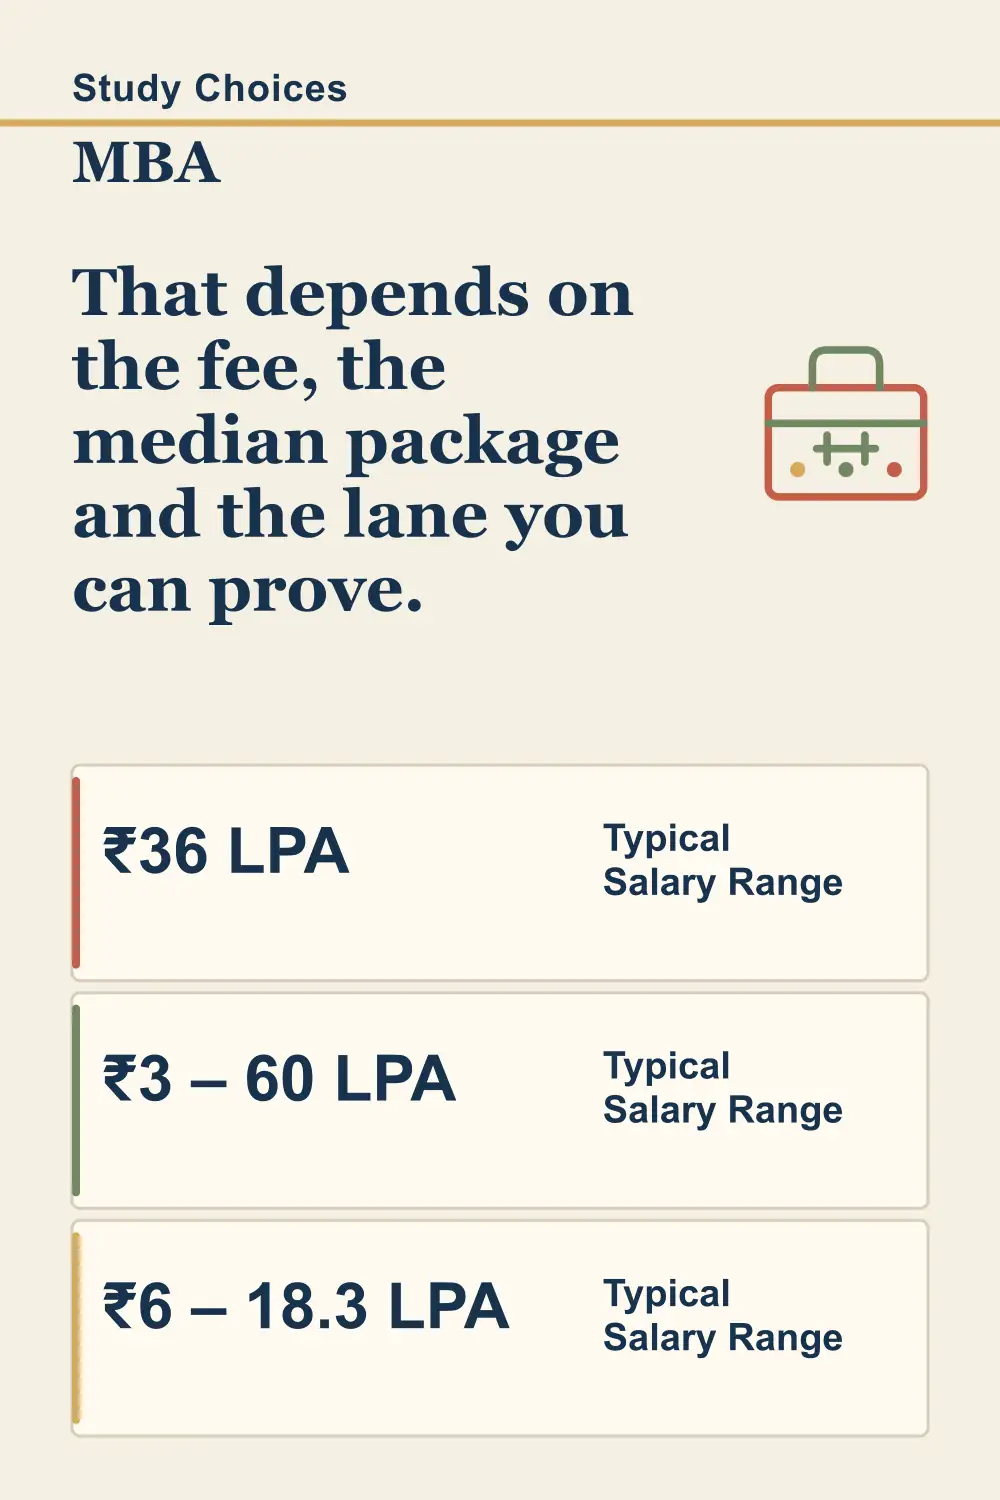 Study Choices
MBA
That depends on
the fee, the
median package
and the lane you
can prove.
₹36 LPA
Typical
Salary Range
₹3 – 60 LPA
Typical
Salary Range
₹6 – 18.3 LPA
Typical
Salary Range